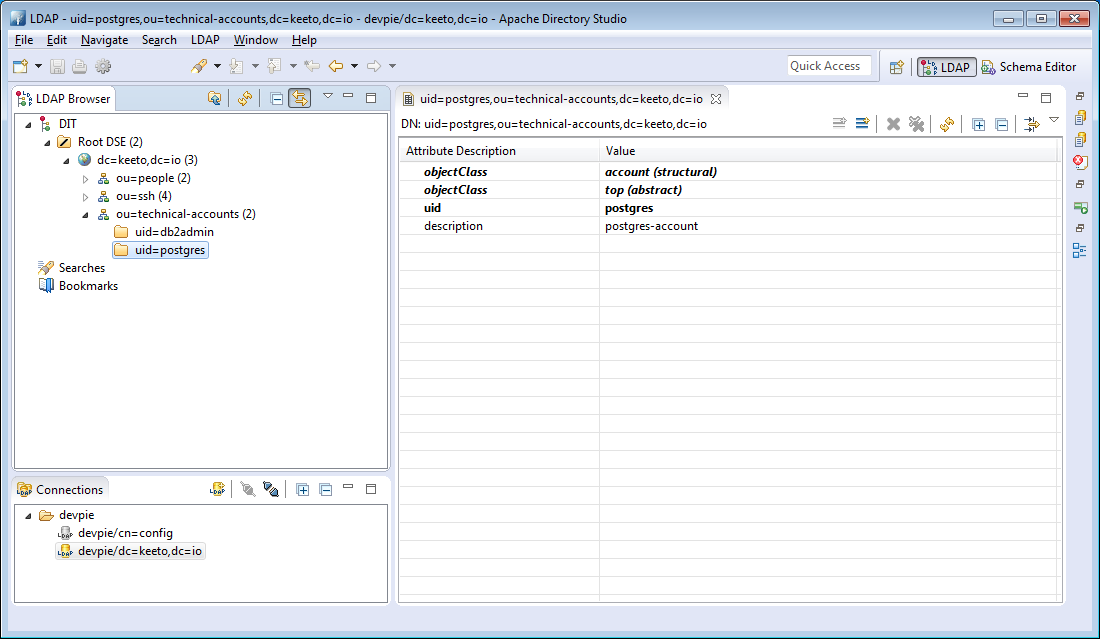 LDAP - uid=postgres,ou=technical-accounts,dc=keeto,dc=io - devpie/dc=keeto,dc=io - Apache Directory Studio
File Edit Navigate Search LDAP Window Help
Quick Access
LDAP
Schema Editor
LDAP Browser
DIT
Root DSE (2)
dc=keeto,dc=io (3)
ou=people (2)
ou=ssh (4)
ou=technical-accounts (2)
uid=db2admin
uid=postgres
Searches
Bookmarks
Connections
devpie
devpie/cn=config
devpie/dc=keeto,dc=io
uid=postgres,ou=technical-accounts,dc=keeto,dc=io
DN: uid=postgres,ou=technical-accounts,dc=keeto,dc=io
Attribute Description Value
objectClass account (structural)
objectClass top (abstract)
uid postgres
description postgres-account